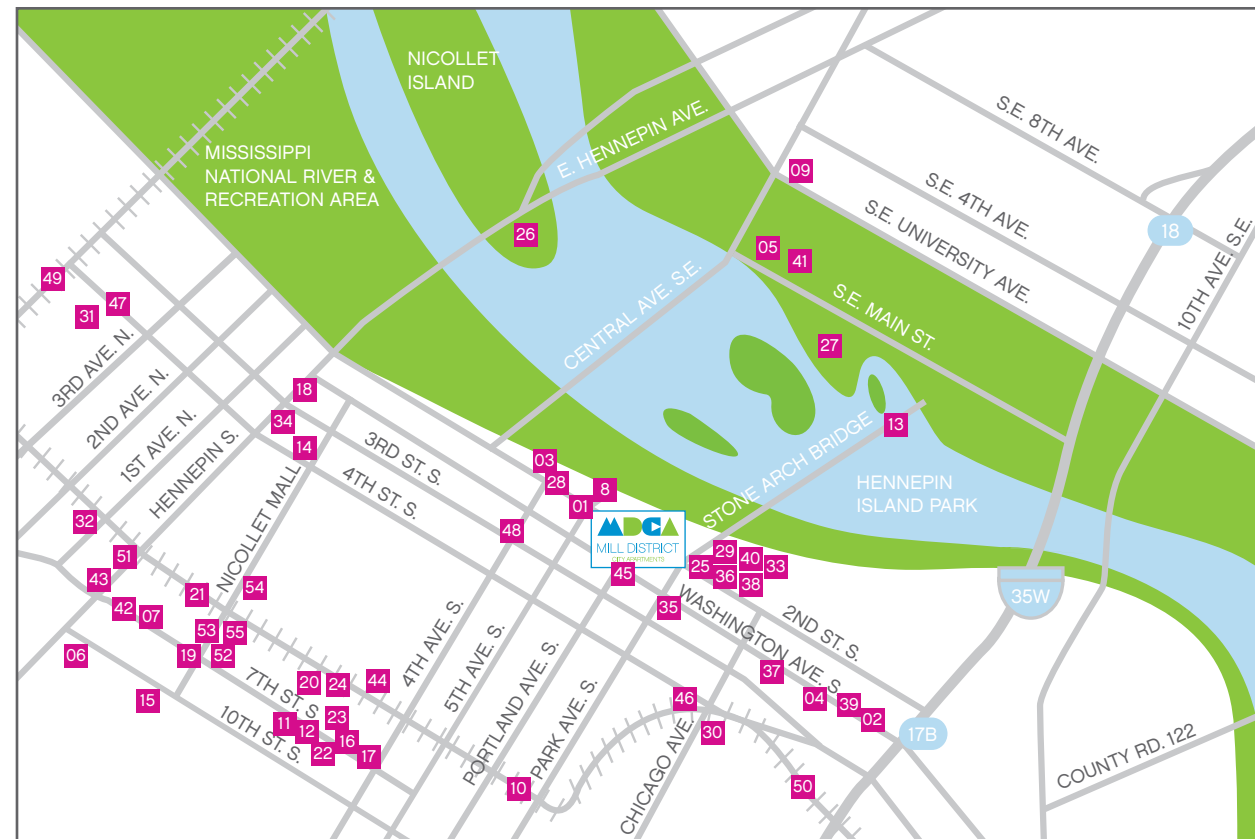 NICOLLET
ISLAND
MISSISSIPPI
NATIONAL RIVER &
RECREATION AREA
E. HENNEPIN AVE.
S.E. 8TH AVE.
S.E. 4TH AVE.
S.E. UNIVERSITY AVE.
09
18
26
05
41
10TH AVE. S.E.
49
47
31
CENTRAL AVE. S.E.
S.E. MAIN ST.
27
3RD AVE. N.
2ND AVE. N.
1ST AVE. N.
HENNEPIN S.
18
34
14
13
3RD ST. S.
4TH ST. S.
NICOLLET MALL
STONE ARCH BRIDGE
HENNEPIN
ISLAND PARK
03
28
8
01
48
MDCA
MILL DISTRICT
CITY APARTMENTS
45
32
51
43
42
07
21
54
29
40
33
25
36
38
35
35W
WASHINGTON AVE. S.
2ND ST. S.
53
55
19
52
06
15
4TH AVE. S.
5TH AVE. S.
PORTLAND AVE. S.
PARK AVE. S.
CHICAGO AVE.
7TH ST. S
10TH ST. S.
20
24
44
37
04
39
02
46
30
17B
11
12
23
16
22
17
10
50
COUNTY RD. 122